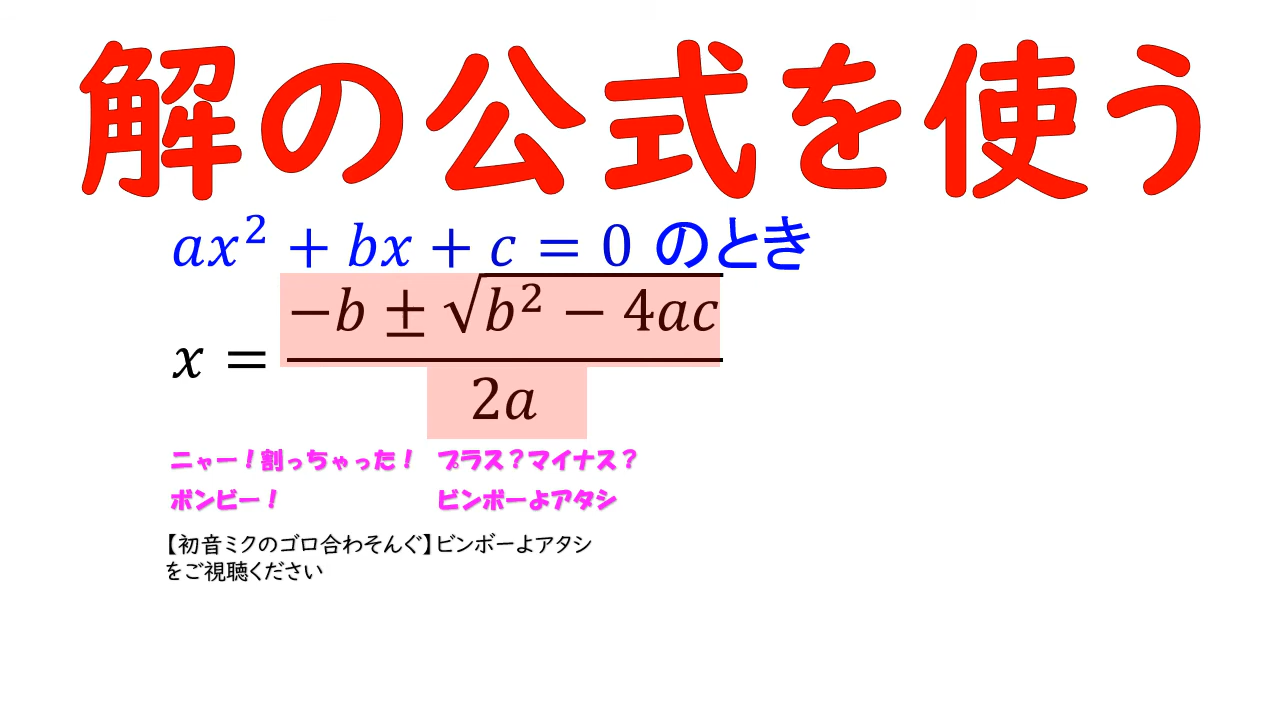 解の公式を使う
ax² + bx + c = 0 のとき
x = (−b ± √(b² − 4ac)) / 2a
ニャー！割っちゃった！ プラス？マイナス？
ボンビー！ ビンボーよアタシ
【初音ミクのゴロ合わそんぐ】ビンボーよアタシ
をご視聴ください